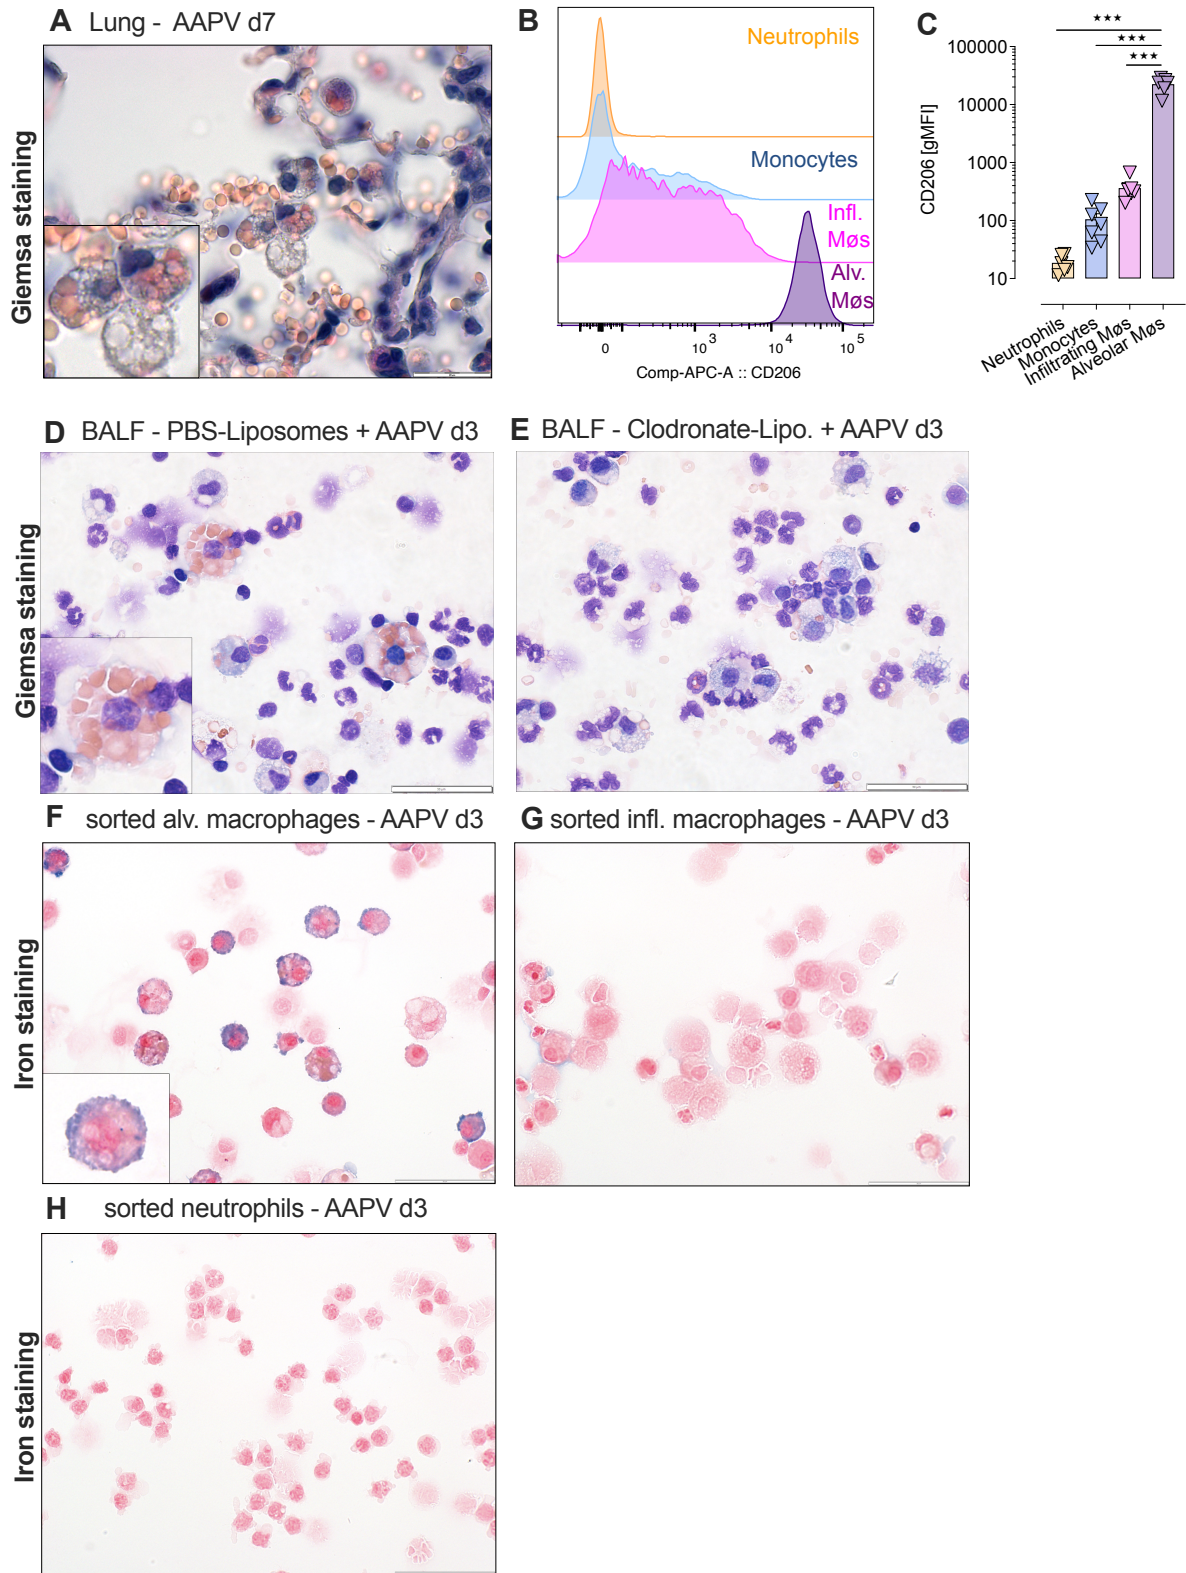 A Lung - AAPV d7
Giemsa staining
B
Neutrophils
Monocytes
Infl.
Møs
Alv.
Møs
0 10³ 10⁴ 10⁵
Comp-APC-A :: CD206
C
★★★
★★★
★★★
100000
10000
1000
100
10
CD206 [gMFI]
Neutrophils
Monocytes
Infiltrating Møs
Alveolar Møs
D BALF - PBS-Liposomes + AAPV d3
E BALF - Clodronate-Lipo. + AAPV d3
Giemsa staining
F sorted alv. macrophages - AAPV d3
G sorted infl. macrophages - AAPV d3
Iron staining
H sorted neutrophils - AAPV d3
Iron staining